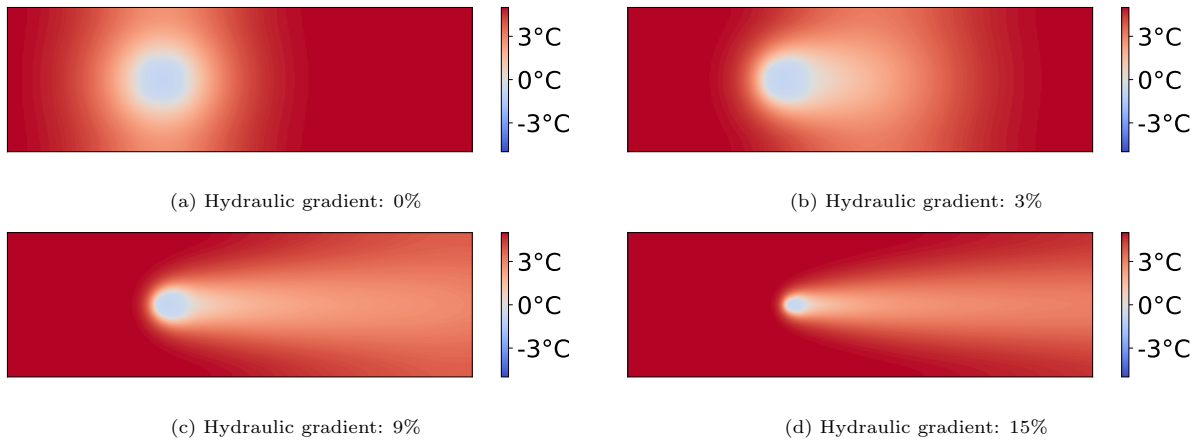 3°C
0°C
-3°C
3°C
0°C
-3°C
(a) Hydraulic gradient: 0%
(b) Hydraulic gradient: 3%
3°C
0°C
-3°C
3°C
0°C
-3°C
(c) Hydraulic gradient: 9%
(d) Hydraulic gradient: 15%